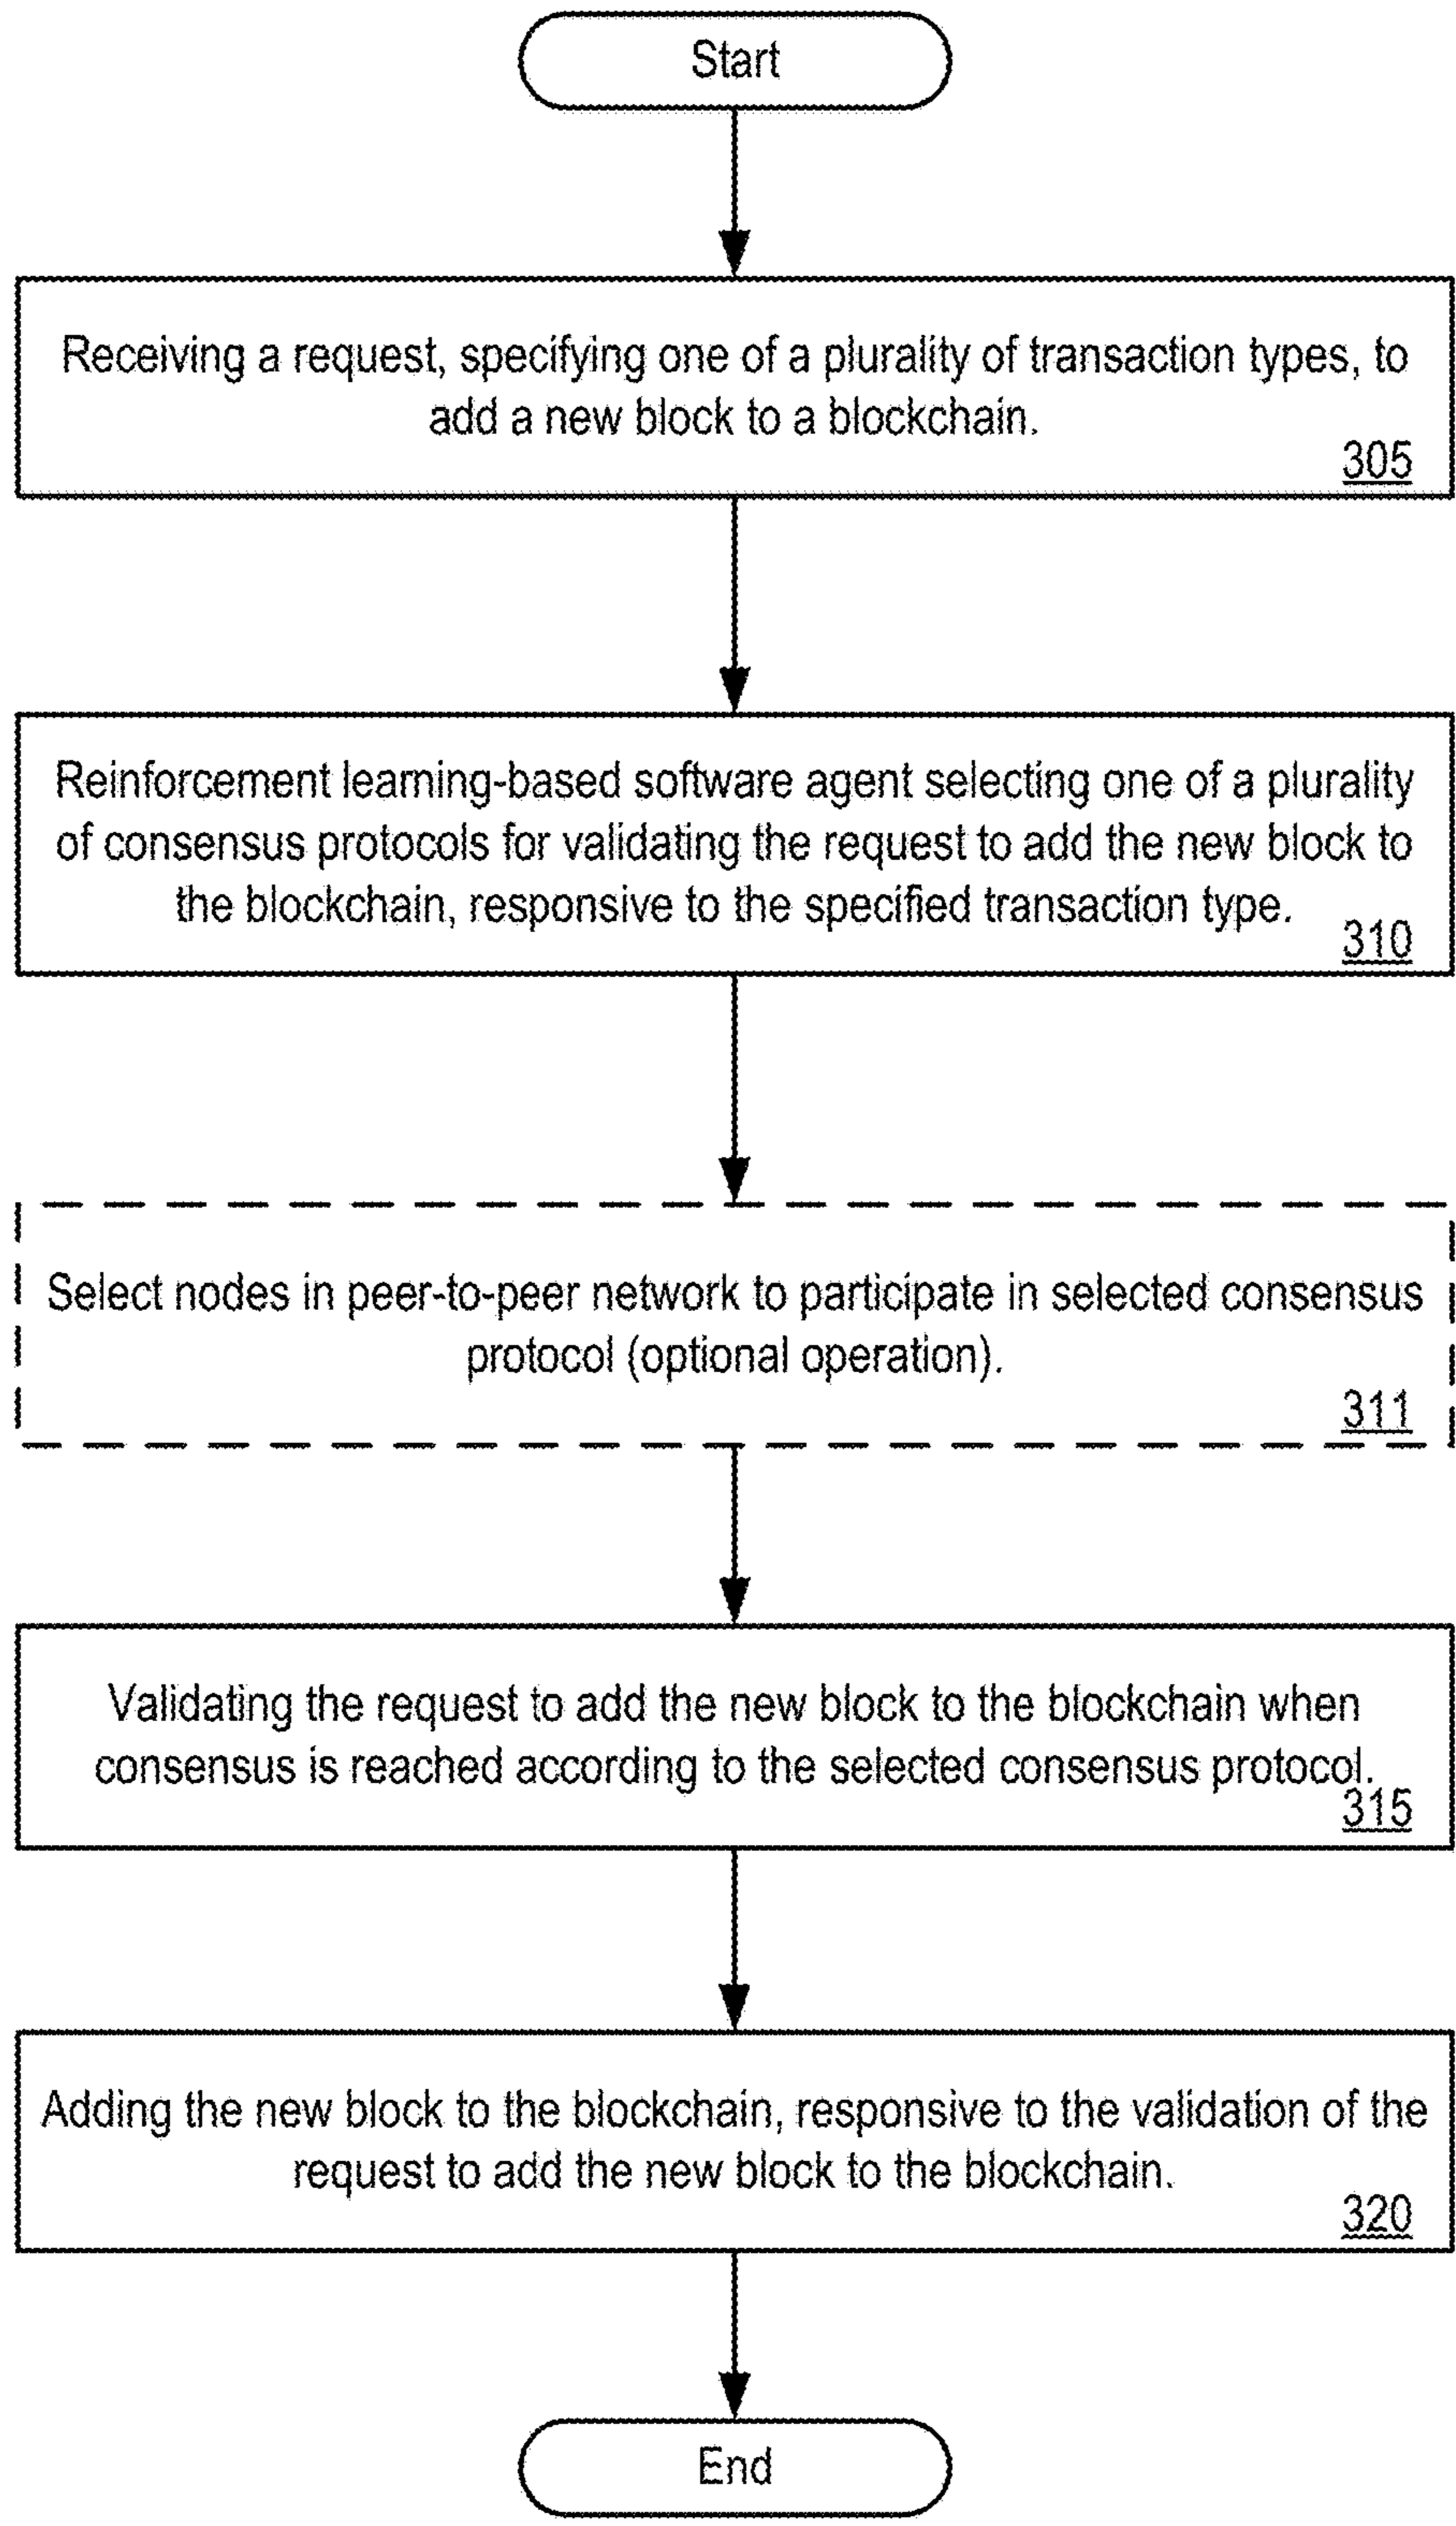 Start
Receiving a request, specifying one of a plurality of transaction types, to
add a new block to a blockchain.
305
Reinforcement learning-based software agent selecting one of a plurality
of consensus protocols for validating the request to add the new block to
the blockchain, responsive to the specified transaction type.
310
Select nodes in peer-to-peer network to participate in selected consensus
protocol (optional operation).
311
Validating the request to add the new block to the blockchain when
consensus is reached according to the selected consensus protocol.
315
Adding the new block to the blockchain, responsive to the validation of the
request to add the new block to the blockchain.
320
End